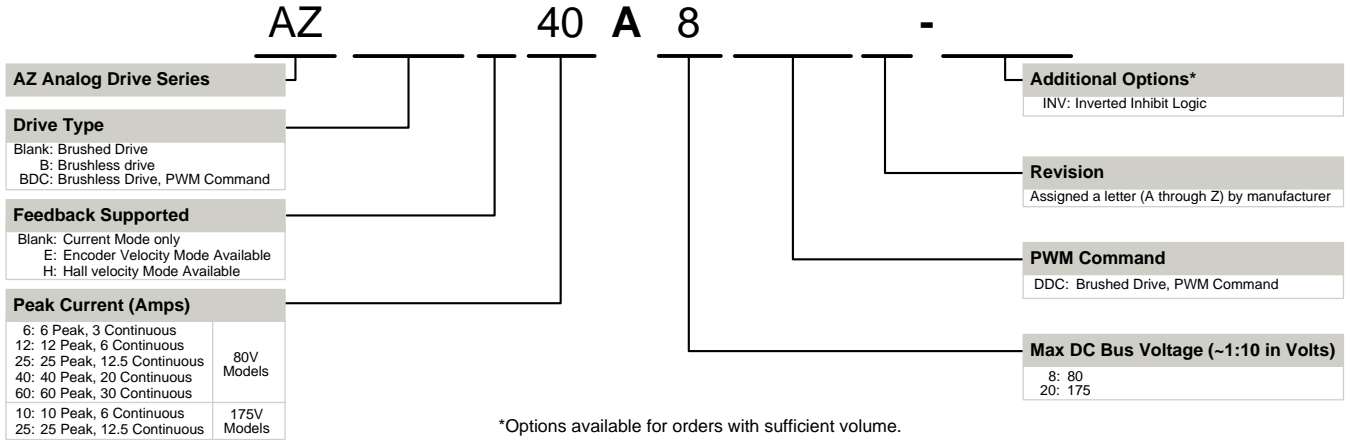 AZ 40 A 8 -
AZ Analog Drive Series
Drive Type
Blank: Brushed Drive
B: Brushless drive
BDC: Brushless Drive, PWM Command
Feedback Supported
Blank: Current Mode only
E: Encoder Velocity Mode Available
H: Hall velocity Mode Available
Peak Current (Amps)
6: 6 Peak, 3 Continuous
12: 12 Peak, 6 Continuous
25: 25 Peak, 12.5 Continuous
40: 40 Peak, 20 Continuous
60: 60 Peak, 30 Continuous
80V
Models
10: 10 Peak, 6 Continuous
25: 25 Peak, 12.5 Continuous
175V
Models
Additional Options*
INV: Inverted Inhibit Logic
Revision
Assigned a letter (A through Z) by manufacturer
PWM Command
DDC: Brushed Drive, PWM Command
Max DC Bus Voltage (~1:10 in Volts)
8: 80
20: 175
*Options available for orders with sufficient volume.